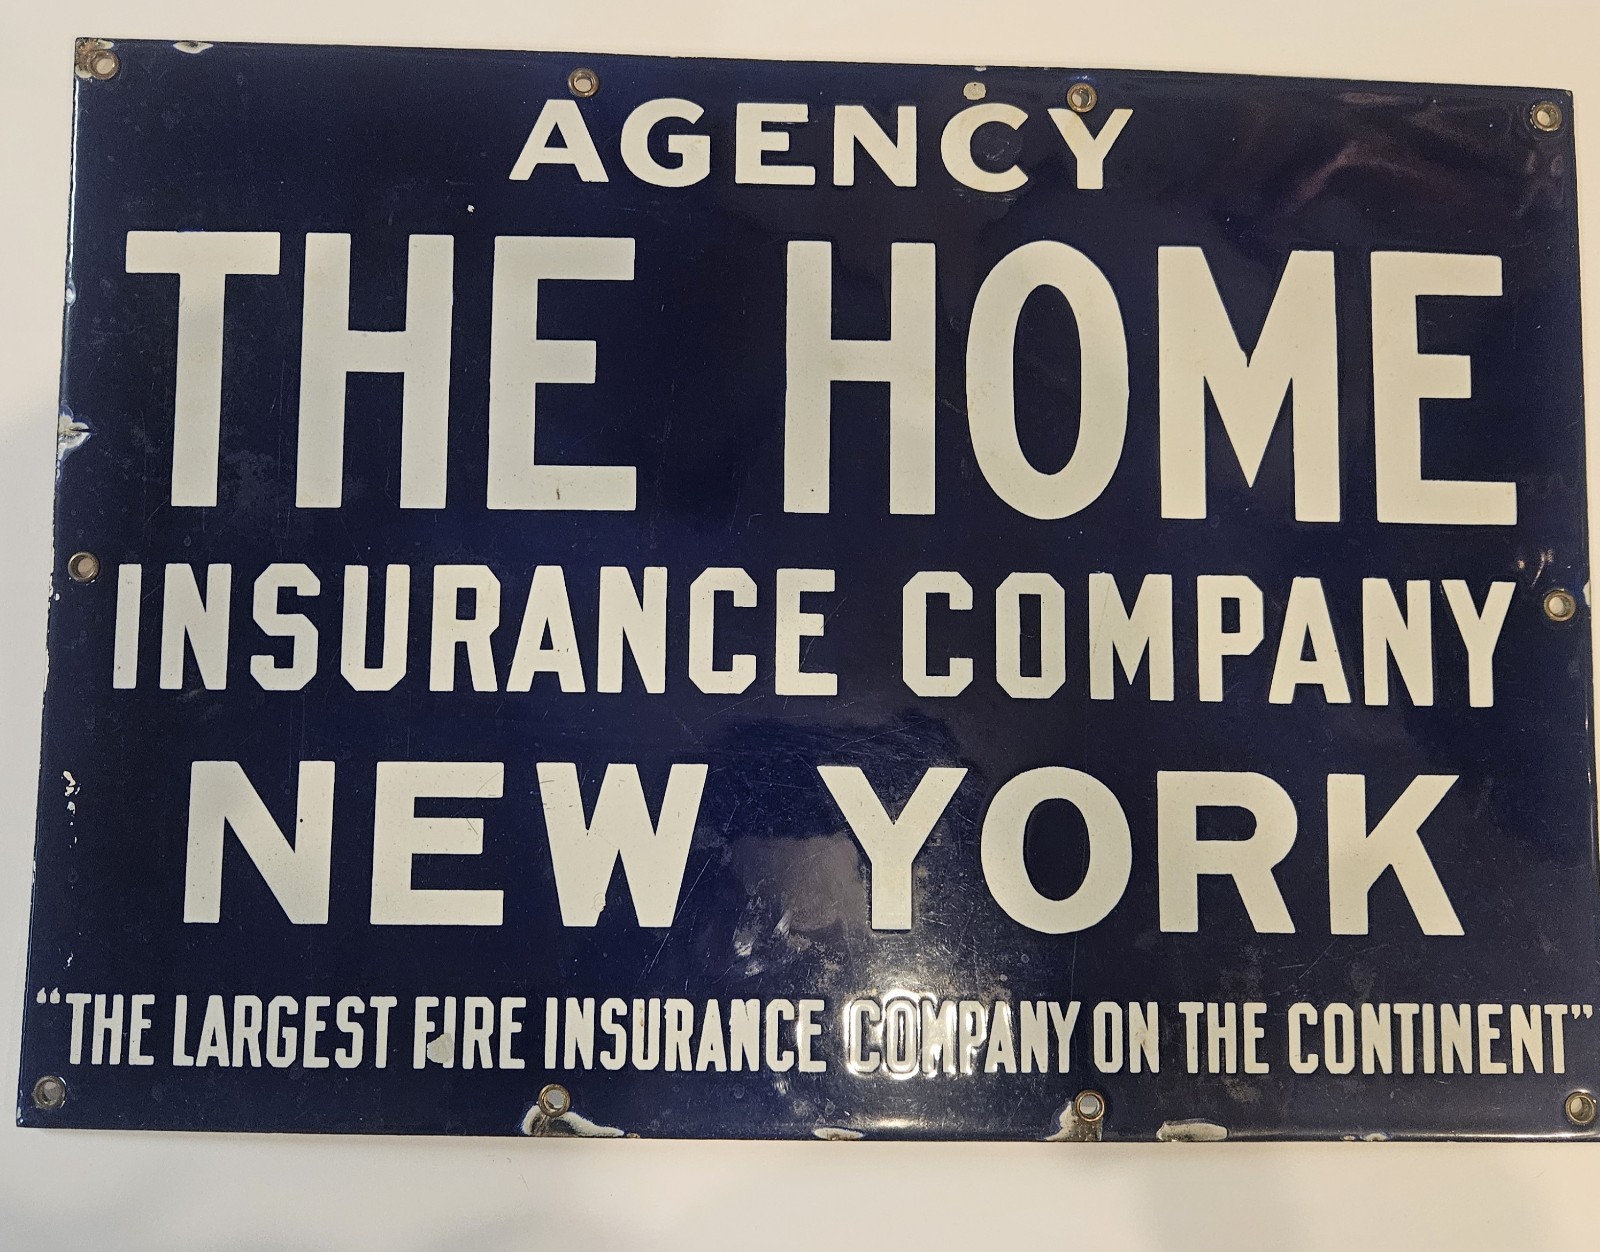 AGENCY
THE HOME
INSURANCE COMPANY
NEW YORK
“THE LARGEST FIRE INSURANCE COMPANY ON THE CONTINENT”